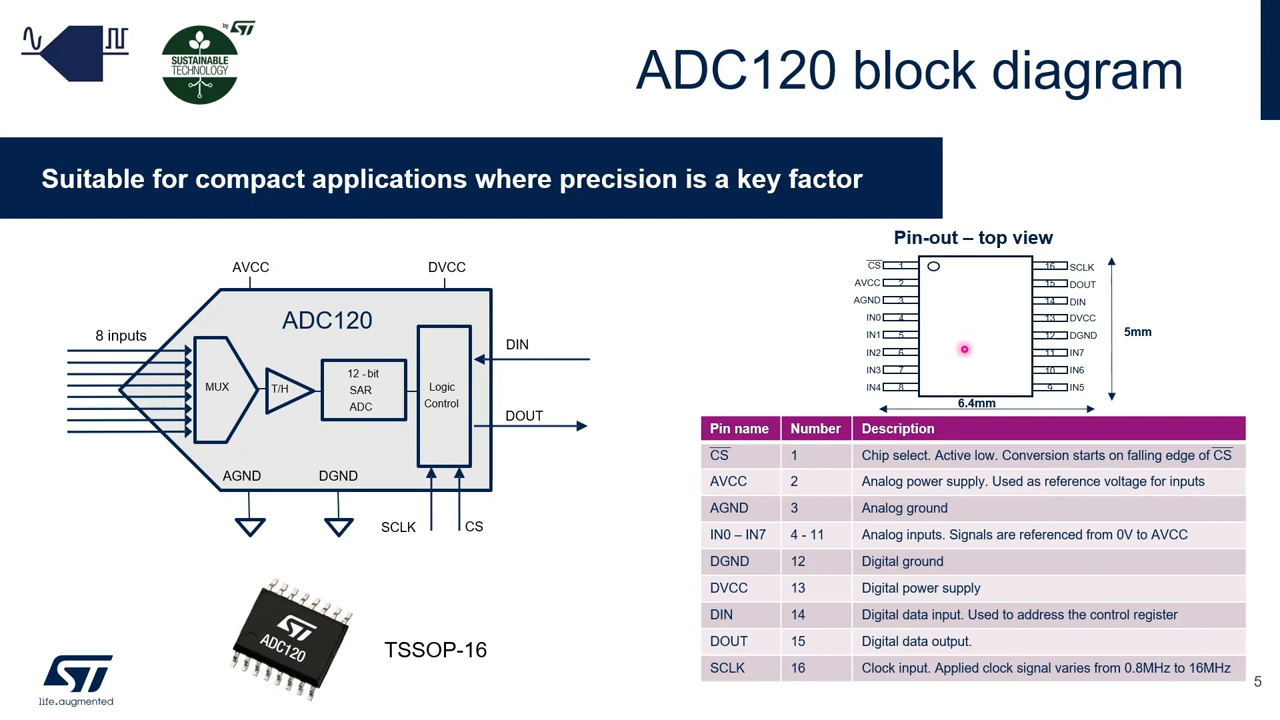 by ST
SUSTAINABLE
TECHNOLOGY
ADC120 block diagram
Suitable for compact applications where precision is a key factor
AVCC
DVCC
8 inputs
ADC120
MUX
T/H
12 - bit
SAR
ADC
Logic
Control
DIN
DOUT
AGND
DGND
SCLK
CS
ST
ADC120
TSSOP-16
Pin-out – top view
CS 1
AVCC 2
AGND 3
IN0 4
IN1 5
IN2 6
IN3 7
IN4 8
16 SCLK
15 DOUT
14 DIN
13 DVCC
12 DGND
11 IN7
10 IN6
9 IN5
5mm
6.4mm
Pin name Number Description
CS 1 Chip select. Active low. Conversion starts on falling edge of CS
AVCC 2 Analog power supply. Used as reference voltage for inputs
AGND 3 Analog ground
IN0 – IN7 4 - 11 Analog inputs. Signals are referenced from 0V to AVCC
DGND 12 Digital ground
DVCC 13 Digital power supply
DIN 14 Digital data input. Used to address the control register
DOUT 15 Digital data output.
SCLK 16 Clock input. Applied clock signal varies from 0.8MHz to 16MHz
ST
life.augmented
5